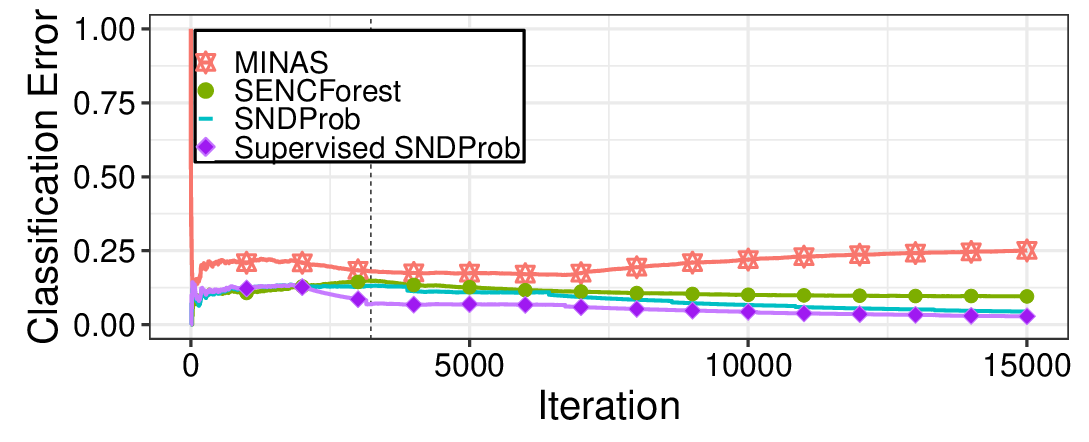 Classification Error
1.00
0.75
0.50
0.25
0.00
MINAS
SENCForest
SNDProb
Supervised SNDProb
0
5000
10000
15000
Iteration